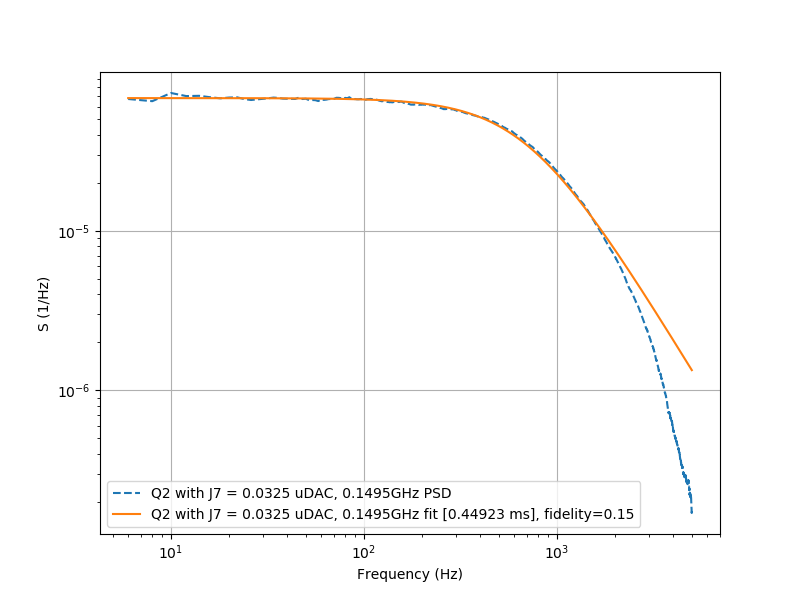 10⁻⁵
10⁻⁶
S (1/Hz)
Q2 with J7 = 0.0325 uDAC, 0.1495GHz PSD
Q2 with J7 = 0.0325 uDAC, 0.1495GHz fit [0.44923 ms], fidelity=0.15
10¹ 10² 10³
Frequency (Hz)